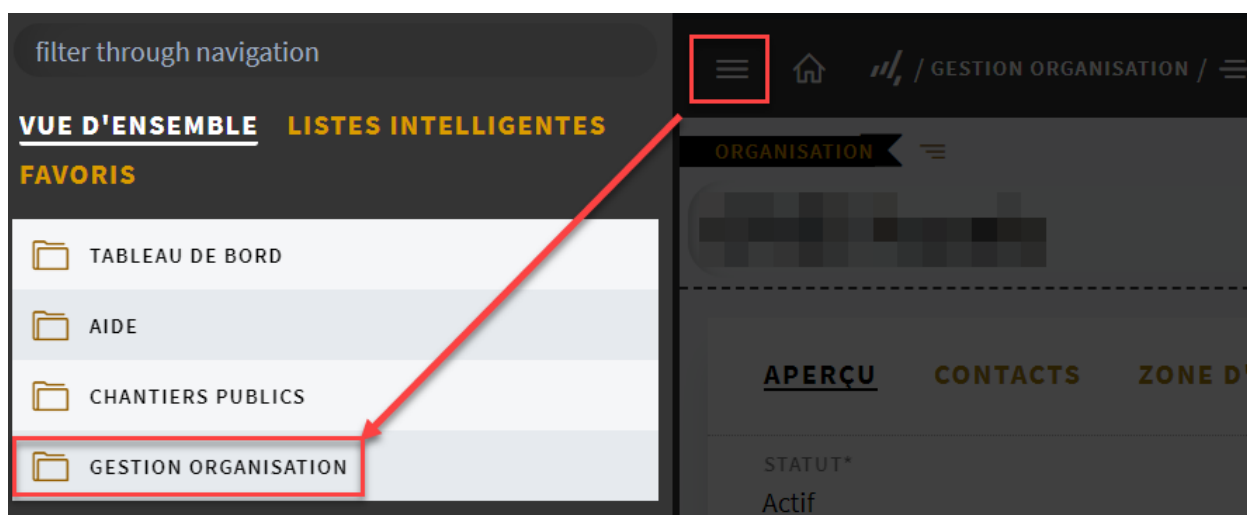 filter through navigation
VUE D'ENSEMBLE LISTES INTELLIGENTES
FAVORIS
TABLEAU DE BORD
AIDE
CHANTIERS PUBLICS
GESTION ORGANISATION
/ GESTION ORGANISATION /
ORGANISATION
APERÇU CONTACTS ZONE D'
STATUT*
Actif